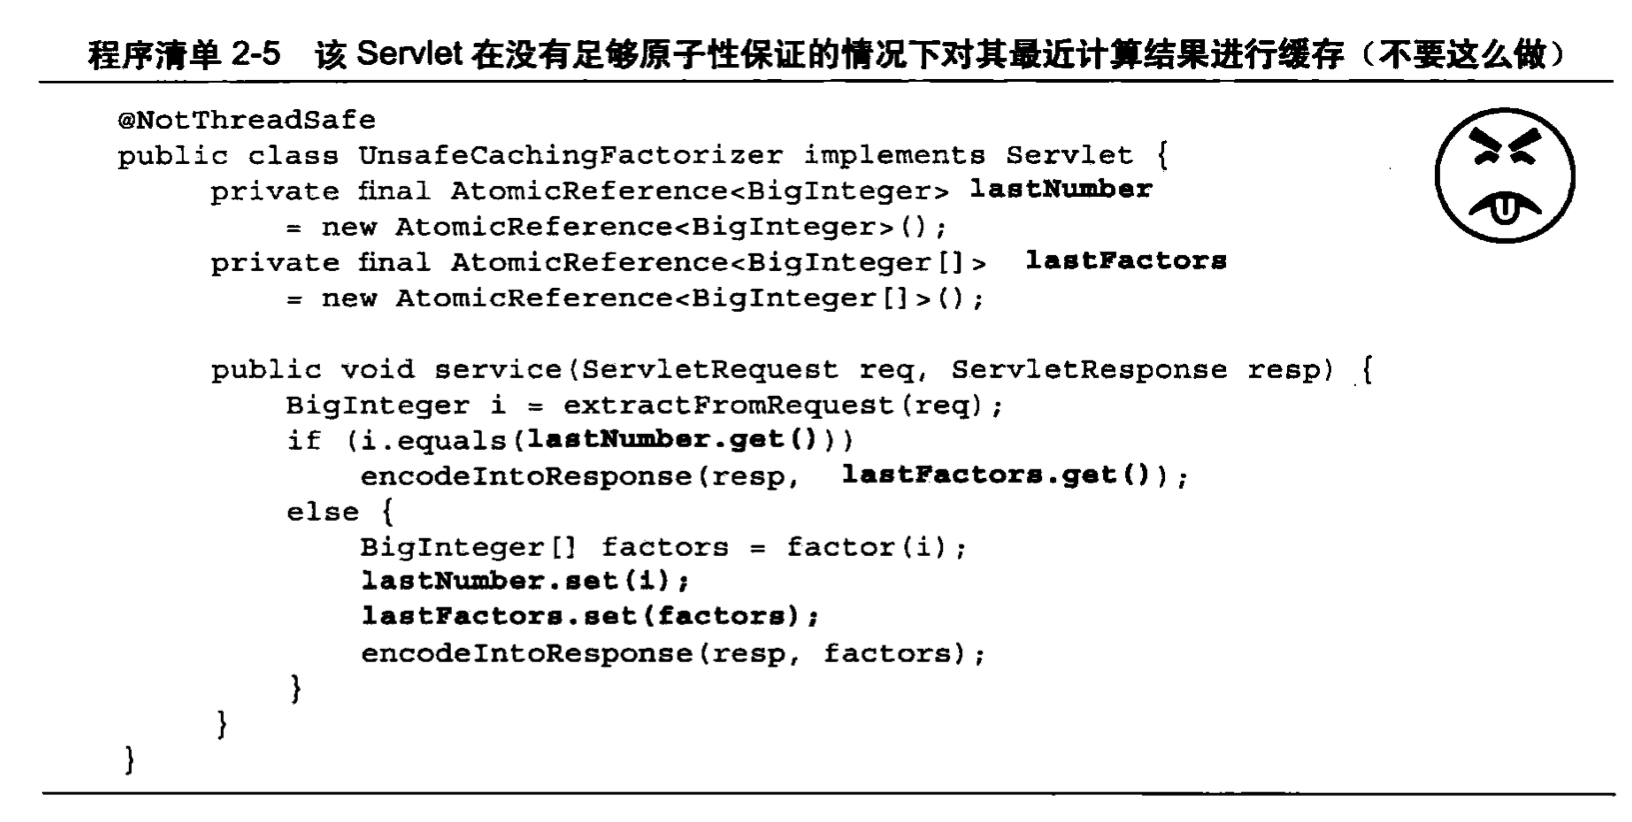 程序清单 2-5 该 Servlet 在没有足够原子性保证的情况下对其最近计算结果进行缓存（不要这么做）
@NotThreadSafe
public class UnsafeCachingFactorizer implements Servlet {
    private final AtomicReference<BigInteger> lastNumber
        = new AtomicReference<BigInteger>();
    private final AtomicReference<BigInteger[]> lastFactors
        = new AtomicReference<BigInteger[]>();
    public void service(ServletRequest req, ServletResponse resp) {
        BigInteger i = extractFromRequest(req);
        if (i.equals(lastNumber.get()))
            encodeIntoResponse(resp, lastFactors.get());
        else {
            BigInteger[] factors = factor(i);
            lastNumber.set(i);
            lastFactors.set(factors);
            encodeIntoResponse(resp, factors);
        }
    }
}